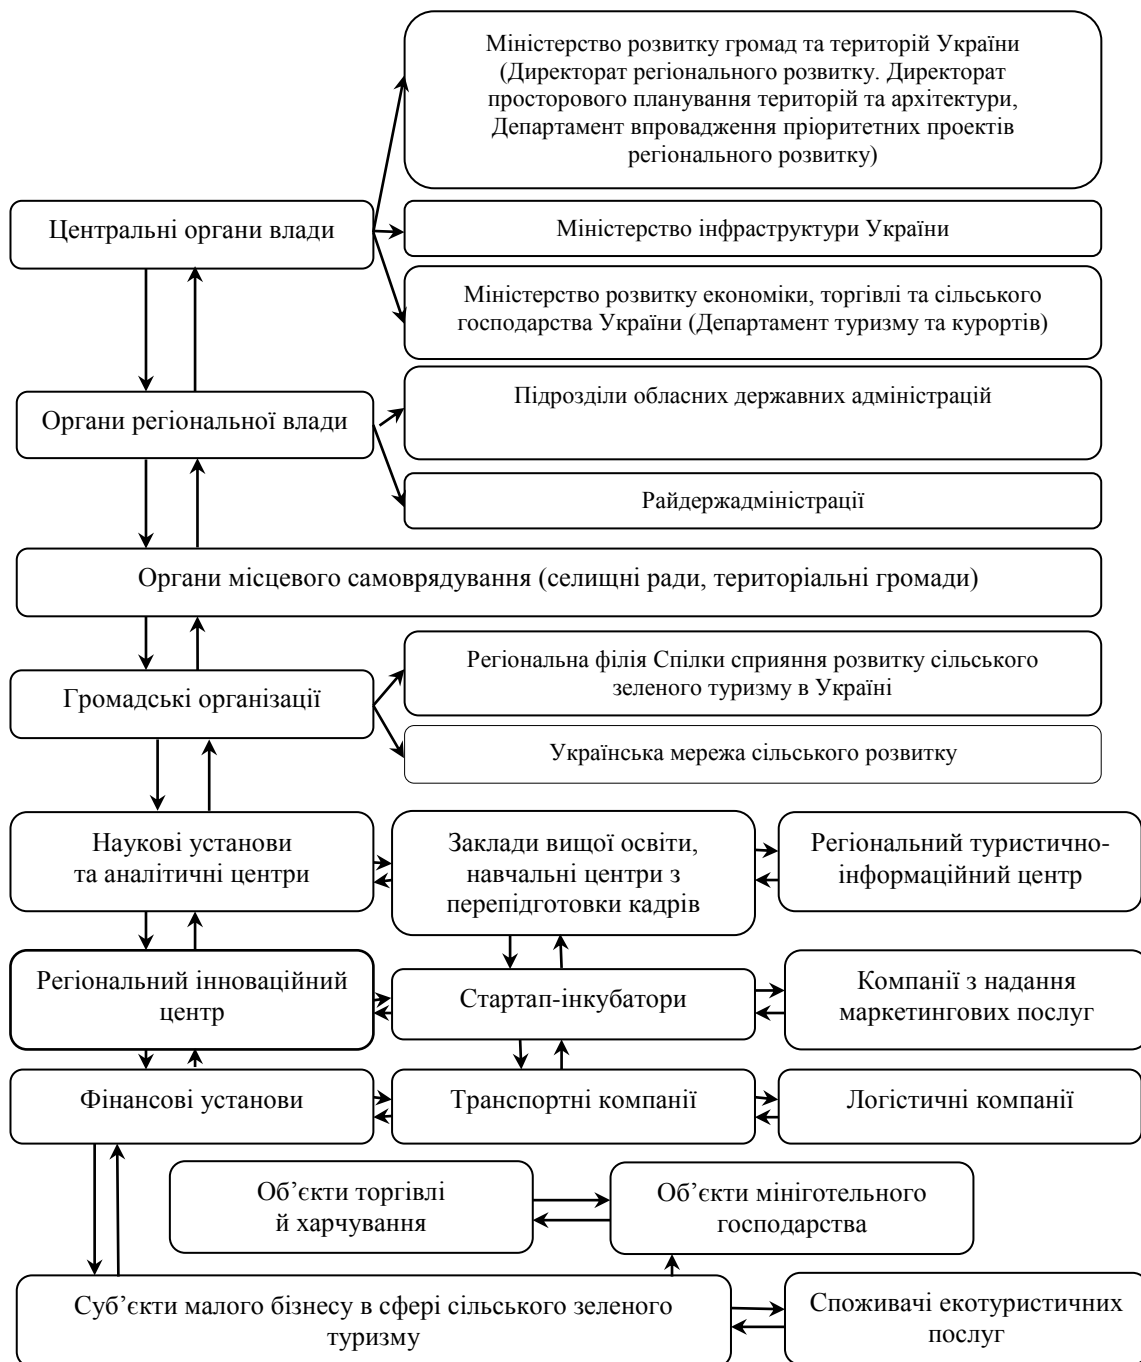 Міністерство розвитку громад та територій України
(Директорат регіонального розвитку. Директорат
просторового планування територій та архітектури,
Департамент впровадження пріоритетних проектів
регіонального розвитку)
Центральні органи влади
Міністерство інфраструктури України
Міністерство розвитку економіки, торгівлі та сільського
господарства України (Департамент туризму та курортів)
Органи регіональної влади
Підрозділи обласних державних адміністрацій
Райдержадміністрації
Органи місцевого самоврядування (селищні ради, територіальні громади)
Громадські організації
Регіональна філія Спілки сприяння розвитку сільського
зеленого туризму в Україні
Українська мережа сільського розвитку
Наукові установи
та аналітичні центри
Заклади вищої освіти,
навчальні центри з
перепідготовки кадрів
Регіональний туристично-
інформаційний центр
Регіональний інноваційний
центр
Стартап-інкубатори
Компанії з надання
маркетингових послуг
Фінансові установи
Транспортні компанії
Логістичні компанії
Об’єкти торгівлі
й харчування
Об’єкти мініготельного
господарства
Суб’єкти малого бізнесу в сфері сільського зеленого
туризму
Споживачі екотуристичних
послуг